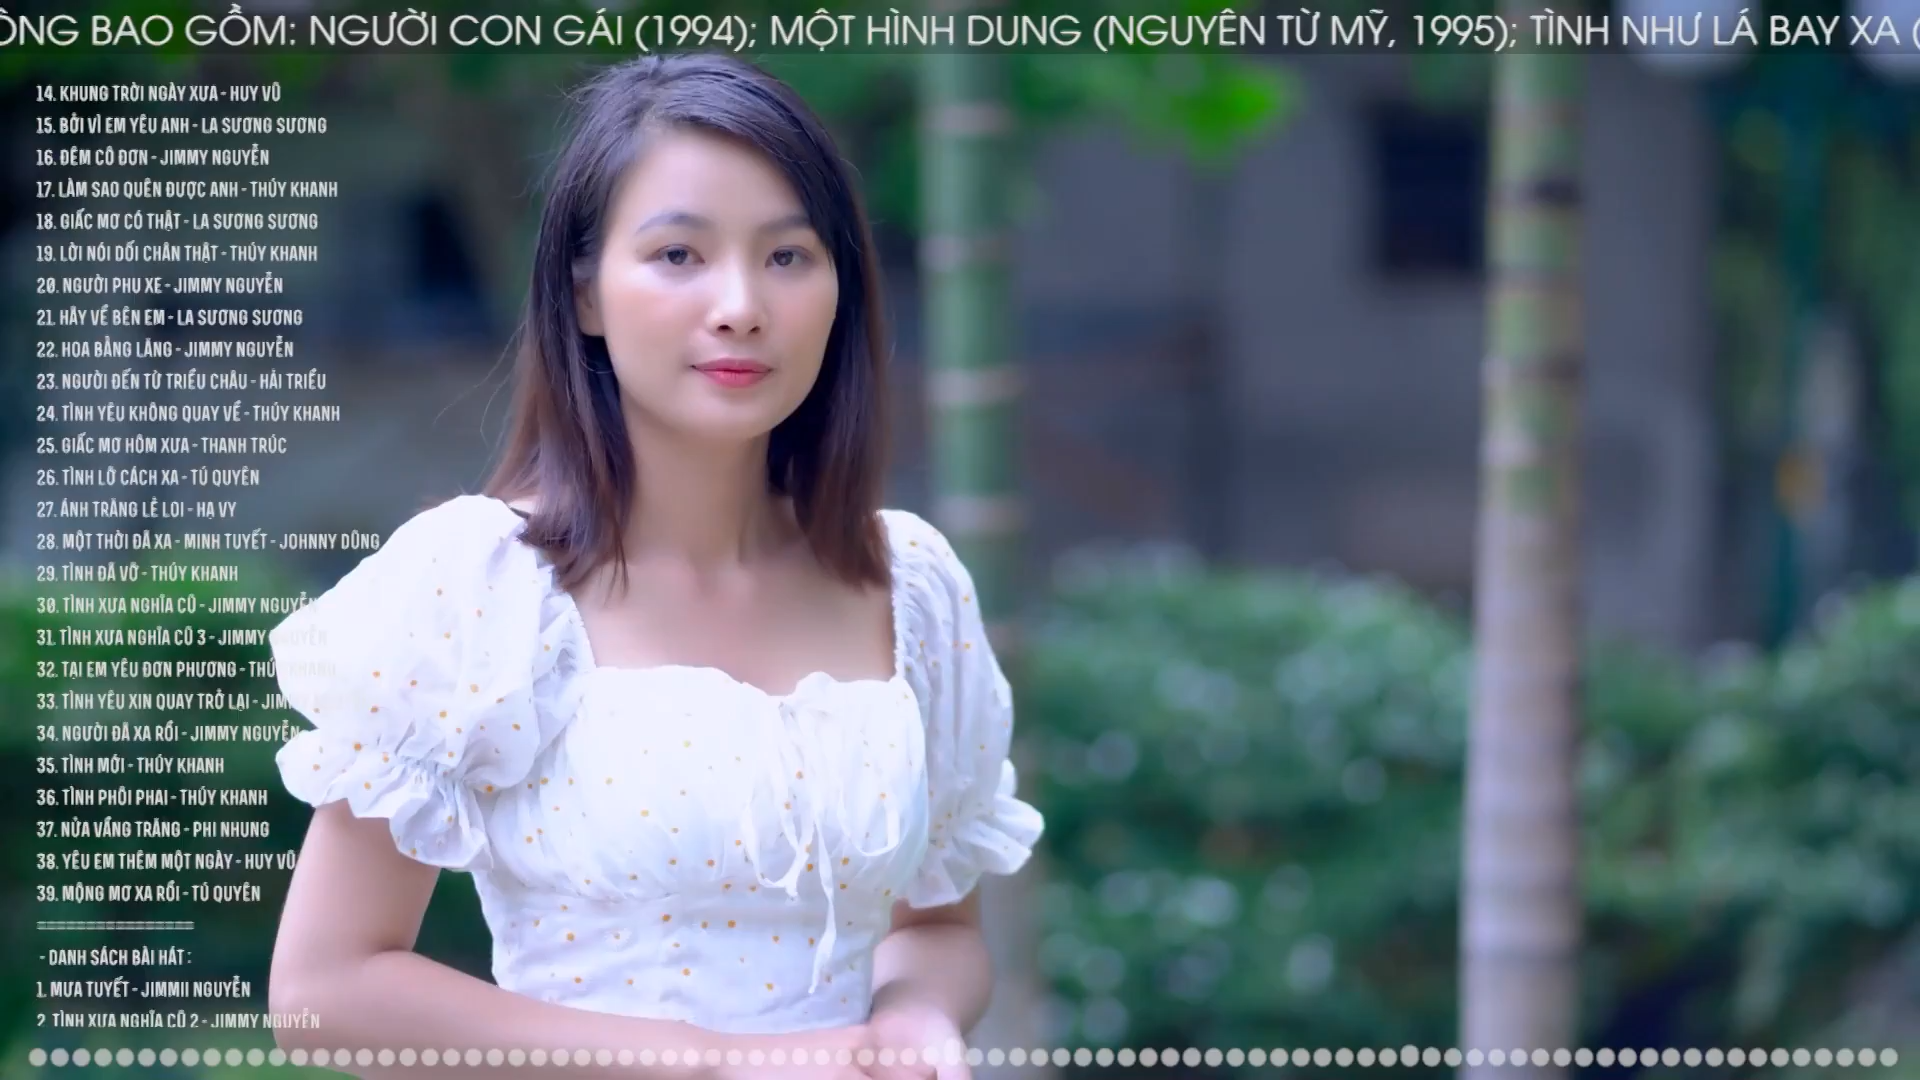 ÔNG BAO GỒM: NGƯỜI CON GÁI (1994); MỘT HÌNH DUNG (NGUYÊN TỪ MỸ, 1995); TÌNH NHƯ LÁ BAY XA (
14. KHUNG TRỜI NGÀY XƯA - HUY VŨ
15. BỞI VÌ EM YÊU ANH - LA SƯƠNG SƯƠNG
16. ĐÊM CÔ ĐƠN - JIMMY NGUYỄN
17. LÀM SAO QUÊN ĐƯỢC ANH - THÚY KHANH
18. GIẤC MƠ CÓ THẬT - LA SƯƠNG SƯƠNG
19. LỜI NÓI DỐI CHÂN THẬT - THÚY KHANH
20. NGƯỜI PHU XE - JIMMY NGUYỄN
21. HÃY VỀ BÊN EM - LA SƯƠNG SƯƠNG
22. HOA BẰNG LĂNG - JIMMY NGUYỄN
23. NGƯỜI ĐẾN TỪ TRIỀU CHÂU - HẢI TRIỀU
24. TÌNH YÊU KHÔNG QUAY VỀ - THÚY KHANH
25. GIẤC MƠ HÔM XƯA - THANH TRÚC
26. TÌNH LỠ CÁCH XA - TÚ QUYÊN
27. ÁNH TRĂNG LẺ LOI - HẠ VY
28. MỘT THỜI ĐÃ XA - MINH TUYẾT - JOHNNY DŨNG
29. TÌNH ĐÃ VỠ - THÚY KHANH
30. TÌNH XƯA NGHĨA CŨ - JIMMY NGUYỄN
31. TÌNH XƯA NGHĨA CŨ 3 - JIMMY NGUYỄN
32. TẠI EM YÊU ĐƠN PHƯƠNG - THÚY KHANH
33. TÌNH YÊU XIN QUAY TRỞ LẠI - JIM
34. NGƯỜI ĐÃ XA RỒI - JIMMY NGUYỄN
35. TÌNH MỚI - THÚY KHANH
36. TÌNH PHÔI PHAI - THÚY KHANH
37. NỬA VẦNG TRĂNG - PHI NHUNG
38. YÊU EM THÊM MỘT NGÀY - HUY VŨ
39. MỘNG MƠ XA RỒI - TÚ QUYÊN
==================
- DANH SÁCH BÀI HÁT :
1. MƯA TUYẾT - JIMMII NGUYỄN
2. TÌNH XƯA NGHĨA CŨ 2 - JIMMY NGUYỄN